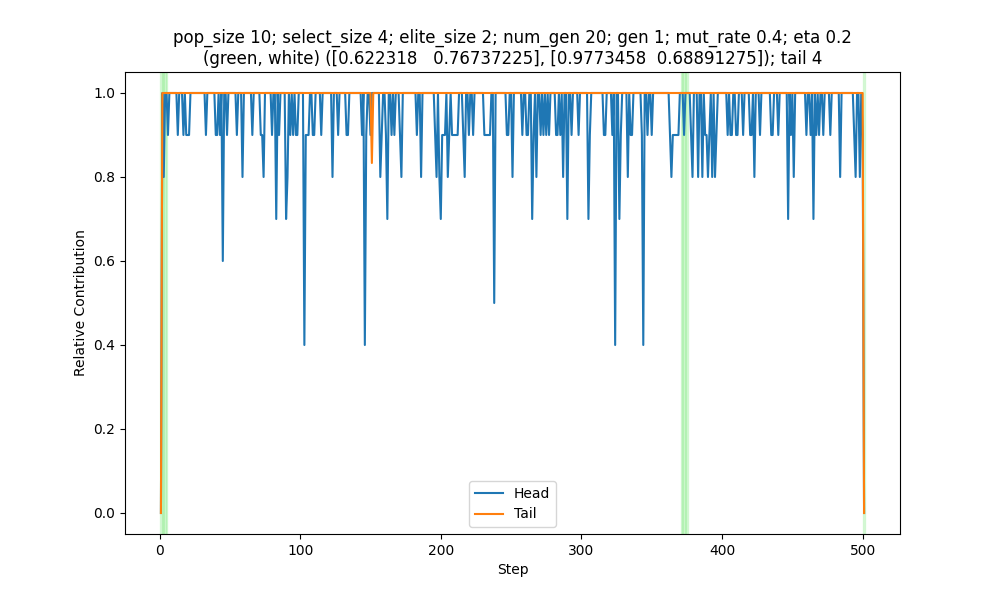 pop_size 10; select_size 4; elite_size 2; num_gen 20; gen 1; mut_rate 0.4; eta 0.2
(green, white) ([0.622318   0.76737225], [0.9773458  0.68891275]); tail 4
1.0
0.8
0.6
0.4
0.2
0.0
Relative Contribution
Head
Tail
0
100
200
300
400
500
Step